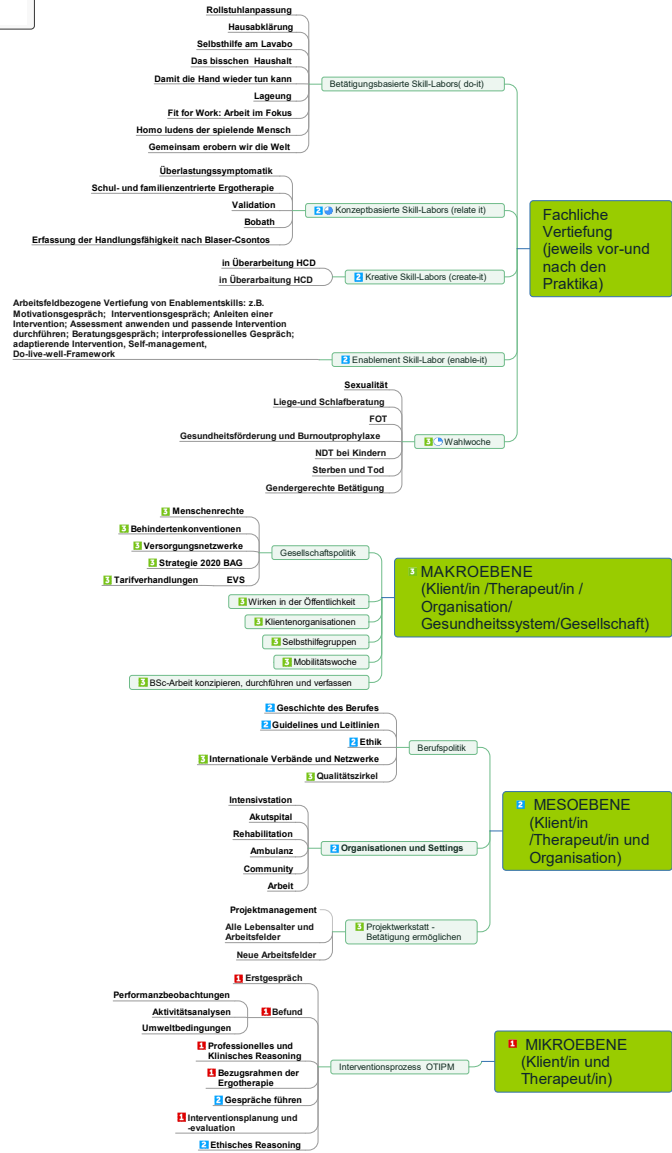 Rollstuhlanpassung
Hausabklärung
Selbsthilfe am Lavabo
Das bisschen Haushalt
Damit die Hand wieder tun kann
Lageung
Fit for Work: Arbeit im Fokus
Homo ludens der spielende Mensch
Gemeinsam erobern wir die Welt
Betätigungsbasierte Skill-Labors( do-it)
Überlastungssymptomatik
Schul- und familienzentrierte Ergotherapie
Validation
Bobath
Erfassung der Handlungsfähigkeit nach Blaser-Csontos
2 Konzeptbasierte Skill-Labors (relate it)
in Überarbeitung HCD
in Überarbaitung HCD
2 Kreative Skill-Labors (create-it)
Arbeitsfeldbezogene Vertiefung von Enablementskills: z.B.
Motivationsgespräch; Interventionsgespräch; Anleiten einer
Intervention; Assessment anwenden und passende Intervention
durchführen; Beratungsgespräch; interprofessionelles Gespräch;
adaptierende Intervention, Self-management,
Do-live-well-Framework
2 Enablement Skill-Labor (enable-it)
Sexualität
Liege-und Schlafberatung
FOT
Gesundheitsförderung und Burnoutprophylaxe
NDT bei Kindern
Sterben und Tod
Gendergerechte Betätigung
3 Wahlwoche
Fachliche
Vertiefung
(jeweils vor-und
nach den
Praktika)
3 Menschenrechte
3 Behindertenkonventionen
3 Versorgungsnetzwerke
3 Strategie 2020 BAG
3 Tarifverhandlungen EVS
Gesellschaftspolitik
3 Wirken in der Öffentlichkeit
3 Klientenorganisationen
3 Selbsthilfegruppen
3 Mobilitätswoche
3 BSc-Arbeit konzipieren, durchführen und verfassen
3 MAKROEBENE
(Klient/in /Therapeut/in /
Organisation/
Gesundheitssystem/Gesellschaft)
2 Geschichte des Berufes
2 Guidelines und Leitlinien
2 Ethik
3 Internationale Verbände und Netzwerke
3 Qualitätszirkel
Berufspolitik
Intensivstation
Akutspital
Rehabilitation
Ambulanz
Community
Arbeit
2 Organisationen und Settings
Projektmanagement
Alle Lebensalter und
Arbeitsfelder
Neue Arbeitsfelder
3 Projektwerkstatt -
Betätigung ermöglichen
2 MESOEBENE
(Klient/in
/Therapeut/in und
Organisation)
1 Erstgespräch
Performanzbeobachtungen
Aktivitätsanalysen
Umweltbedingungen
1 Befund
1 Professionelles und
Klinisches Reasoning
1 Bezugsrahmen der
Ergotherapie
2 Gespräche führen
1 Interventionsplanung und
-evaluation
2 Ethisches Reasoning
Interventionsprozess OTIPM
1 MIKROEBENE
(Klient/in und
Therapeut/in)